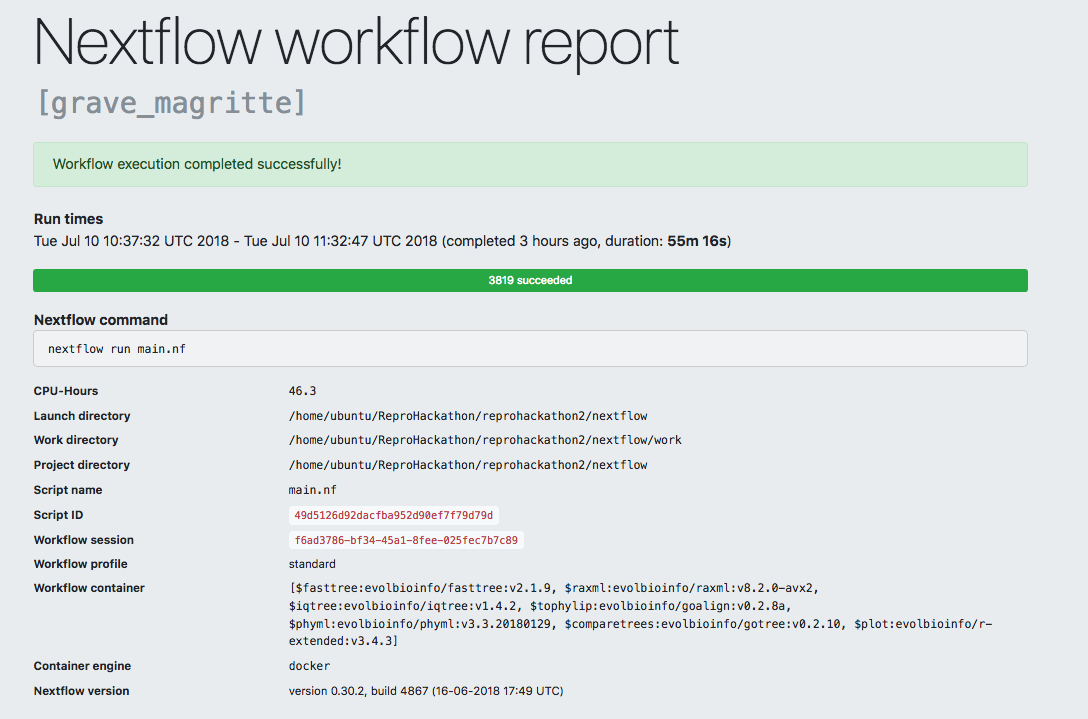 Nextflow workflow report
[grave_magritte]
Workflow execution completed successfully!
Run times
Tue Jul 10 10:37:32 UTC 2018 - Tue Jul 10 11:32:47 UTC 2018 (completed 3 hours ago, duration: 55m 16s)
3819 succeeded
Nextflow command
nextflow run main.nf
CPU-Hours 46.3
Launch directory /home/ubuntu/ReproHackathon/reprohackathon2/nextflow
Work directory /home/ubuntu/ReproHackathon/reprohackathon2/nextflow/work
Project directory /home/ubuntu/ReproHackathon/reprohackathon2/nextflow
Script name main.nf
Script ID 49d5126d92dacfba952d90ef7f79d79d
Workflow session f6ad3786-bf34-45a1-8fee-025fec7b7c89
Workflow profile standard
Workflow container [$fasttree:evolbioinfo/fasttree:v2.1.9, $raxml:evolbioinfo/raxml:v8.2.0-avx2,
$iqtree:evolbioinfo/iqtree:v1.4.2, $tophylip:evolbioinfo/goalign:v0.2.8a,
$phyml:evolbioinfo/phyml:v3.3.20180129, $comparetrees:evolbioinfo/gotree:v0.2.10, $plot:evolbioinfo/r-
extended:v3.4.3]
Container engine docker
Nextflow version version 0.30.2, build 4867 (16-06-2018 17:49 UTC)